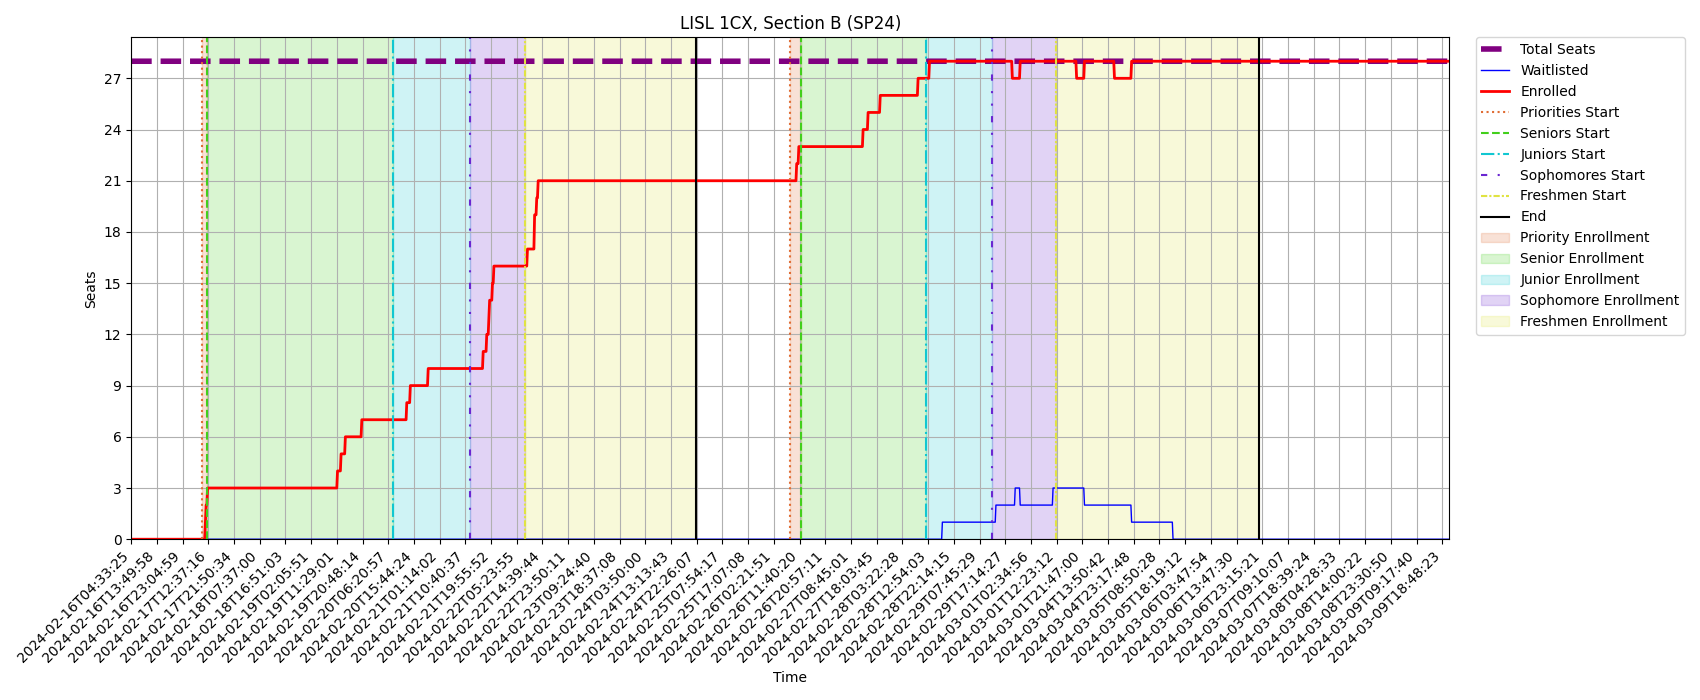 LISL 1CX, Section B (SP24)
Total Seats
Waitlisted
Enrolled
Priorities Start
Seniors Start
Juniors Start
Sophomores Start
Freshmen Start
End
Priority Enrollment
Senior Enrollment
Junior Enrollment
Sophomore Enrollment
Freshmen Enrollment
Seats
27
24
21
18
15
12
9
6
3
0
2024-02-16T04:33:25
2024-02-16T13:49:58
2024-02-16T23:04:59
2024-02-17T12:37:16
2024-02-17T21:50:34
2024-02-18T07:37:00
2024-02-18T16:51:03
2024-02-19T02:05:51
2024-02-19T11:29:01
2024-02-19T20:48:14
2024-02-20T06:20:57
2024-02-20T15:44:24
2024-02-21T01:14:02
2024-02-21T10:40:37
2024-02-21T19:55:52
2024-02-22T05:23:55
2024-02-22T14:39:44
2024-02-22T23:50:11
2024-02-23T09:24:40
2024-02-23T18:37:08
2024-02-24T03:50:00
2024-02-24T13:13:43
2024-02-24T22:26:07
2024-02-25T07:54:17
2024-02-25T17:07:08
2024-02-26T02:21:51
2024-02-26T11:40:20
2024-02-26T20:57:11
2024-02-27T08:45:01
2024-02-27T18:03:45
2024-02-28T03:22:28
2024-02-28T12:54:03
2024-02-28T22:14:15
2024-02-29T07:45:29
2024-02-29T17:14:27
2024-03-01T02:34:56
2024-03-01T12:23:12
2024-03-01T21:47:00
2024-03-04T13:50:42
2024-03-04T23:17:48
2024-03-05T08:50:28
2024-03-05T18:19:12
2024-03-06T03:47:54
2024-03-06T13:47:30
2024-03-06T23:15:21
2024-03-07T09:10:07
2024-03-07T18:39:24
2024-03-08T04:28:33
2024-03-08T14:00:22
2024-03-08T23:30:50
2024-03-09T09:17:40
2024-03-09T18:48:23
Time